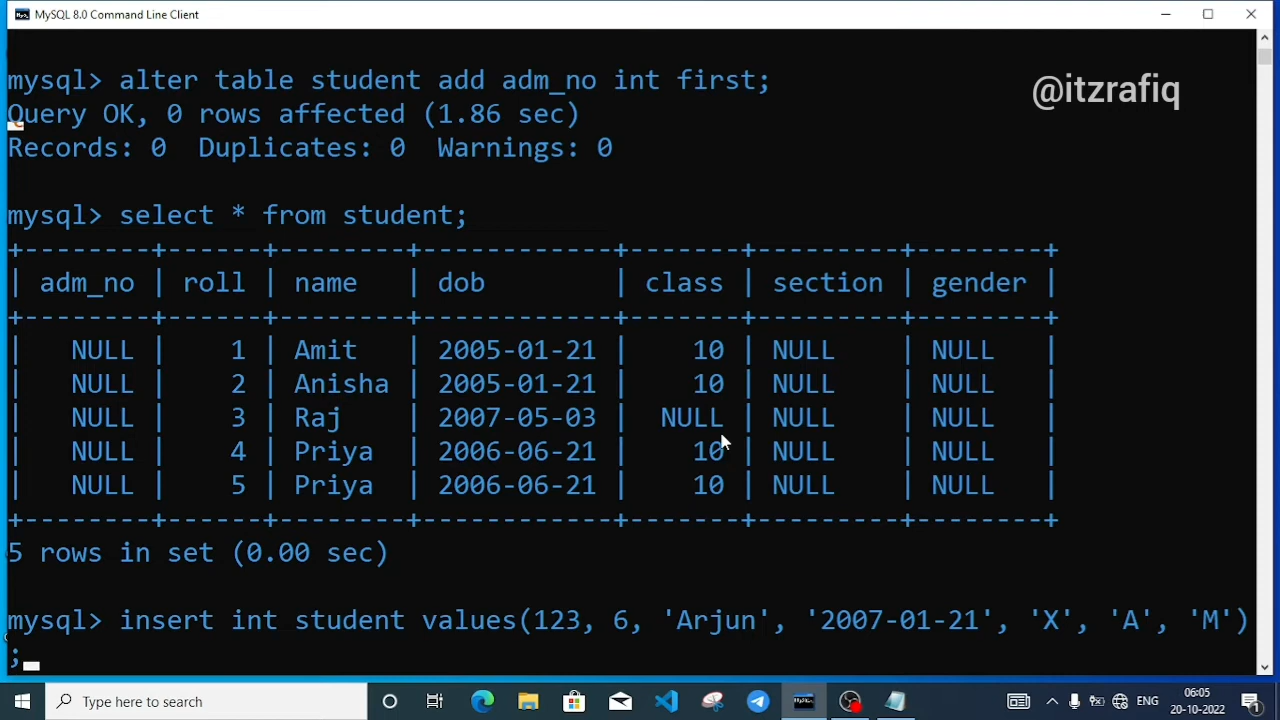 MySQL 8.0 Command Line Client
mysql> alter table student add adm_no int first;
@itzrafiq
Query OK, 0 rows affected (1.86 sec)
Records: 0  Duplicates: 0  Warnings: 0
mysql> select * from student;
+--------+------+--------+------------+-------+---------+--------+
| adm_no | roll | name   | dob        | class | section | gender |
+--------+------+--------+------------+-------+---------+--------+
|   NULL |    1 | Amit   | 2005-01-21 |    10 | NULL    | NULL   |
|   NULL |    2 | Anisha | 2005-01-21 |    10 | NULL    | NULL   |
|   NULL |    3 | Raj    | 2007-05-03 |  NULL | NULL    | NULL   |
|   NULL |    4 | Priya  | 2006-06-21 |    10 | NULL    | NULL   |
|   NULL |    5 | Priya  | 2006-06-21 |    10 | NULL    | NULL   |
+--------+------+--------+------------+-------+---------+--------+
5 rows in set (0.00 sec)
mysql> insert int student values(123, 6, 'Arjun', '2007-01-21', 'X', 'A', 'M')
;
Type here to search
ENG
06:05
20-10-2022
1